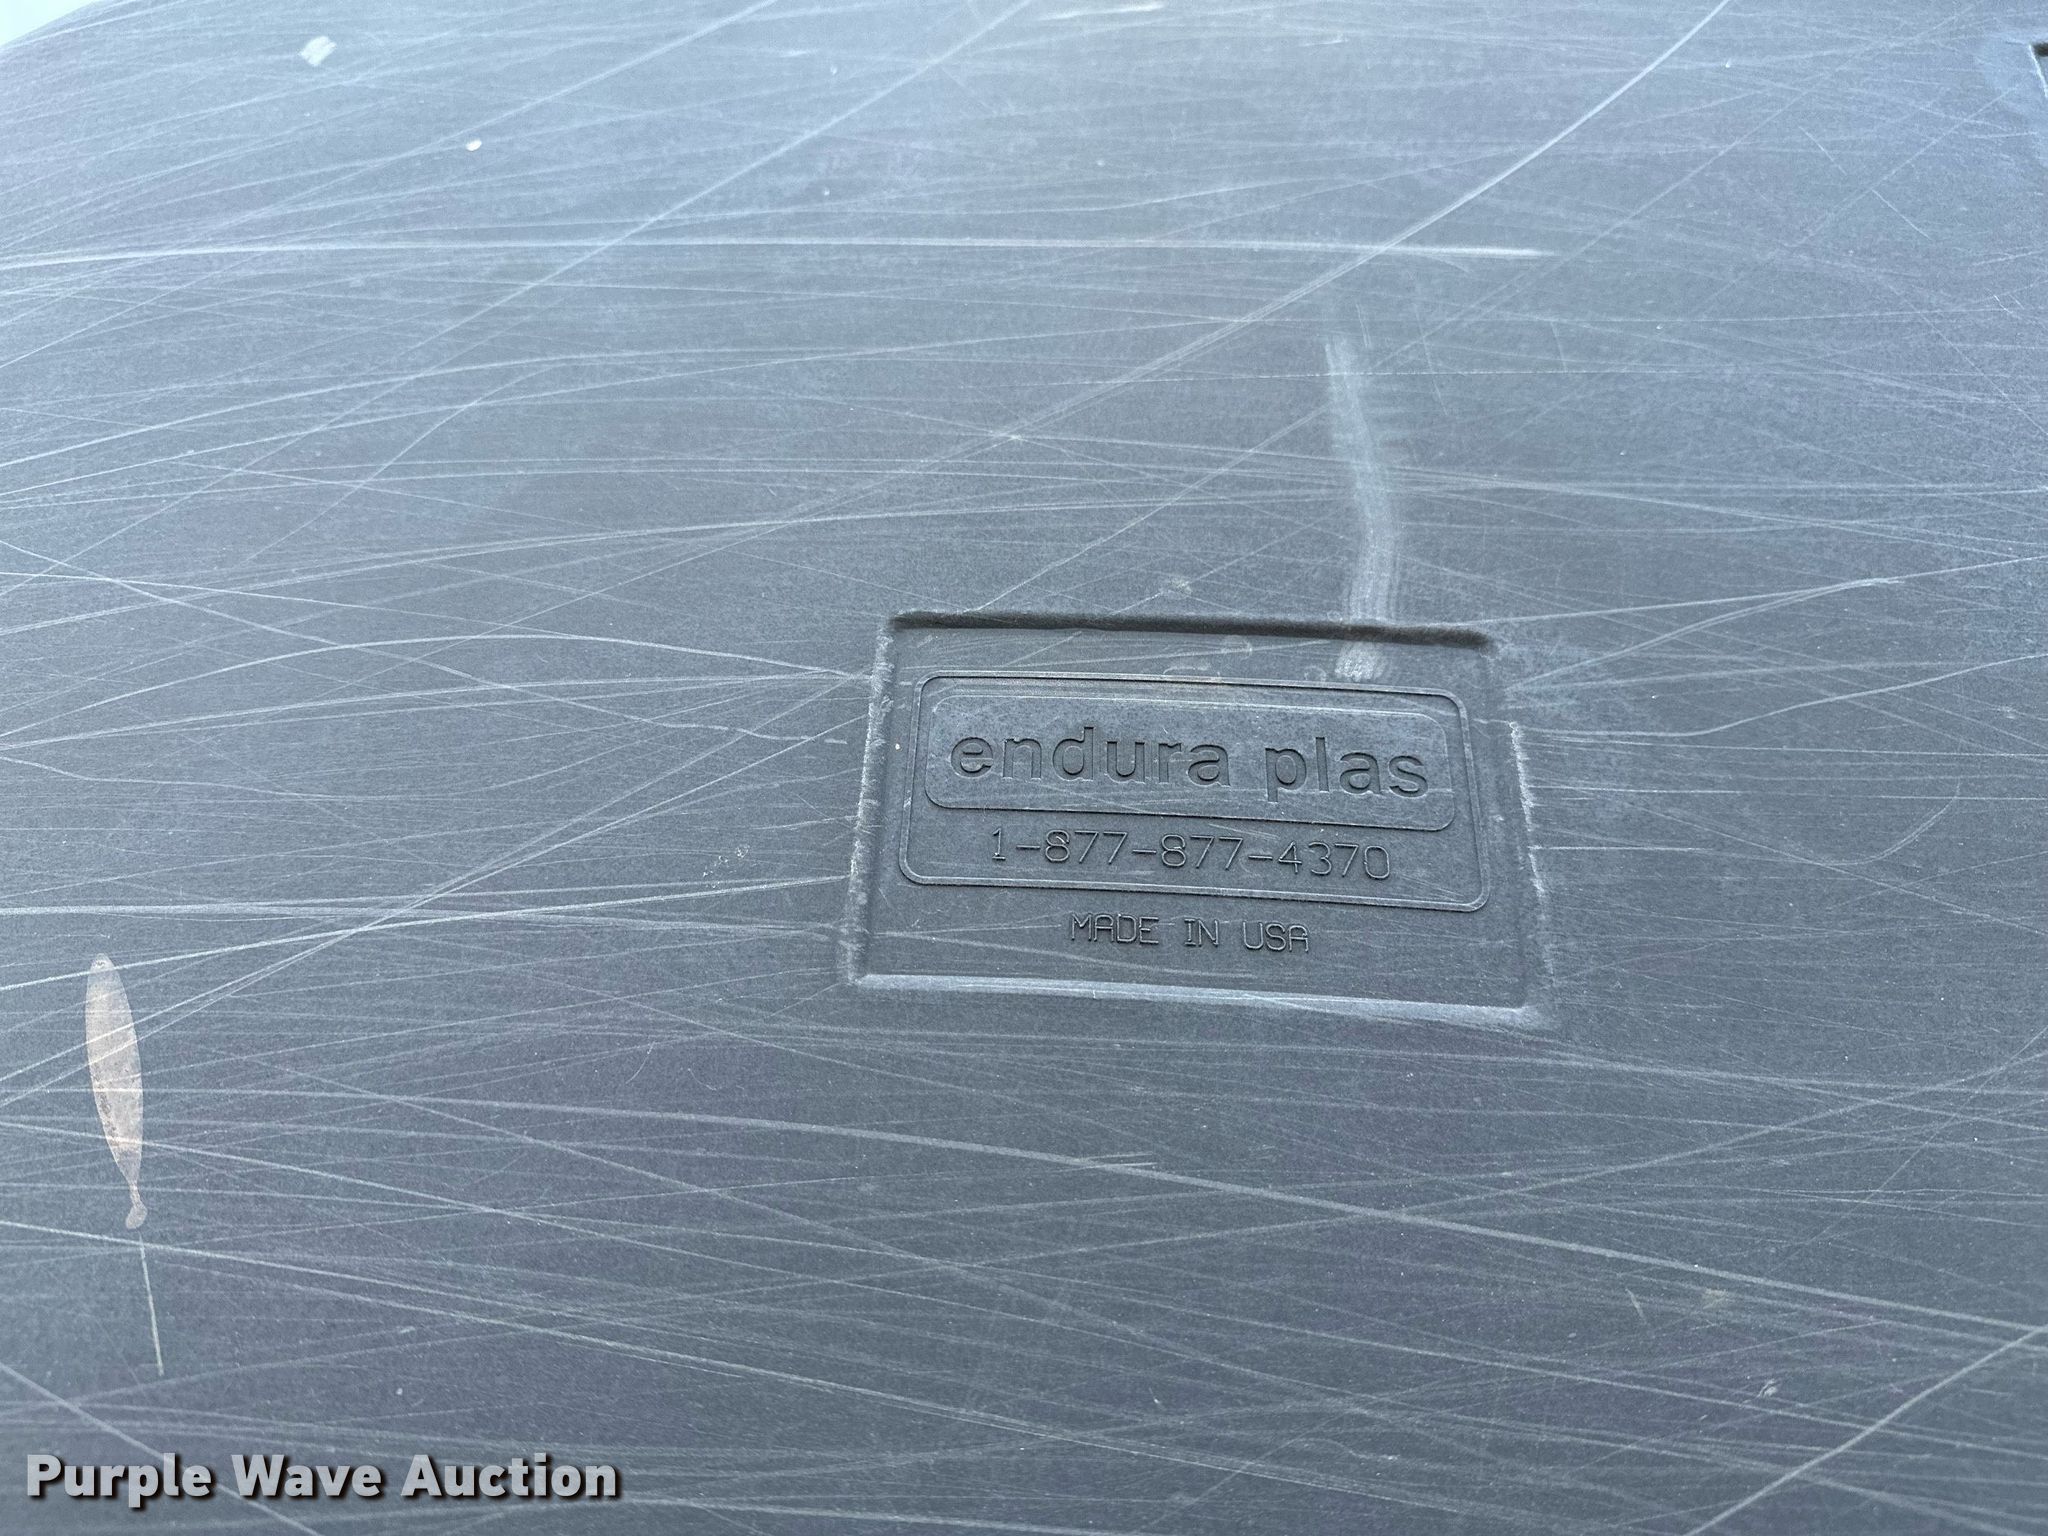 endura plas
1-877-877-4370
MADE IN USA
Purple Wave Auction